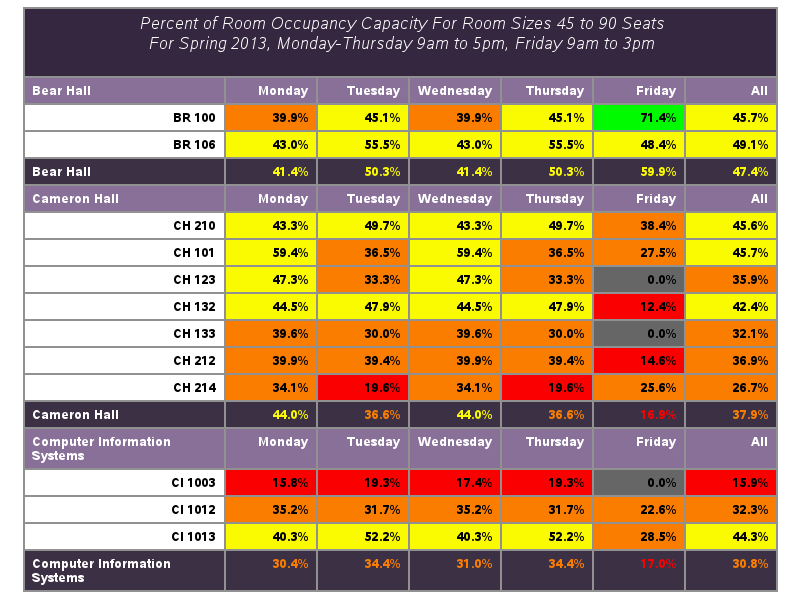 Percent of Room Occupancy Capacity For Room Sizes 45 to 90 Seats
For Spring 2013, Monday-Thursday 9am to 5pm, Friday 9am to 3pm
Bear Hall Monday Tuesday Wednesday Thursday Friday All
BR 100 39.9% 45.1% 39.9% 45.1% 71.4% 45.7%
BR 106 43.0% 55.5% 43.0% 55.5% 48.4% 49.1%
Bear Hall 41.4% 50.3% 41.4% 50.3% 59.9% 47.4%
Cameron Hall Monday Tuesday Wednesday Thursday Friday All
CH 210 43.3% 49.7% 43.3% 49.7% 38.4% 45.6%
CH 101 59.4% 36.5% 59.4% 36.5% 27.5% 45.7%
CH 123 47.3% 33.3% 47.3% 33.3% 0.0% 35.9%
CH 132 44.5% 47.9% 44.5% 47.9% 12.4% 42.4%
CH 133 39.6% 30.0% 39.6% 30.0% 0.0% 32.1%
CH 212 39.9% 39.4% 39.9% 39.4% 14.6% 36.9%
CH 214 34.1% 19.6% 34.1% 19.6% 25.6% 26.7%
Cameron Hall 44.0% 36.6% 44.0% 36.6% 16.9% 37.9%
Computer Information Monday Tuesday Wednesday Thursday Friday All
Systems
CI 1003 15.8% 19.3% 17.4% 19.3% 0.0% 15.9%
CI 1012 35.2% 31.7% 35.2% 31.7% 22.6% 32.3%
CI 1013 40.3% 52.2% 40.3% 52.2% 28.5% 44.3%
Computer Information 30.4% 34.4% 31.0% 34.4% 17.0% 30.8%
Systems